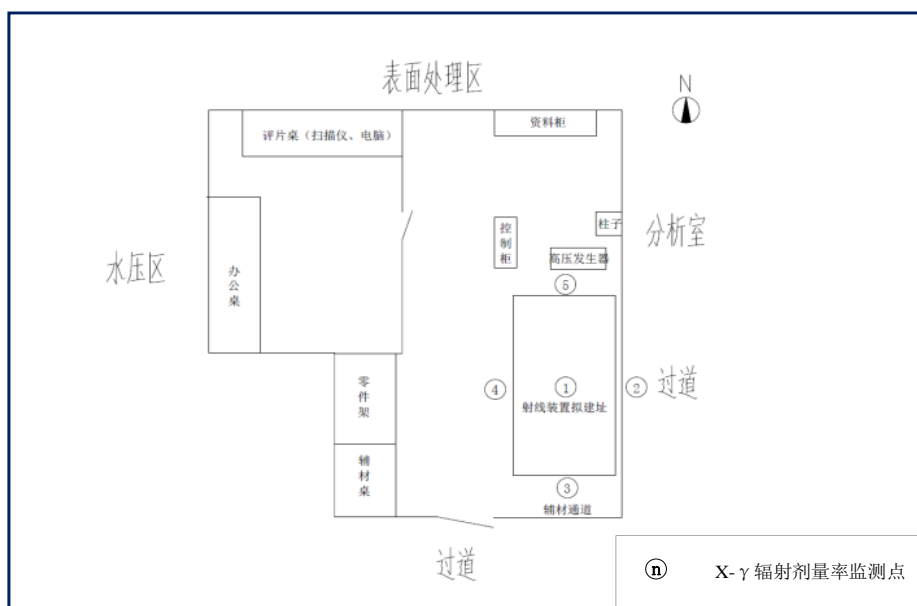 表面处理区
N
评片桌（扫描仪、电脑）
资料柜
柱子
分析室
控制柜
高压发生器
水压区
办公桌
⑤
零件架
④
①
②
过道
射线装置拟建址
辅材桌
③
辅材通道
过道
ⓝ X-γ辐射剂量率监测点